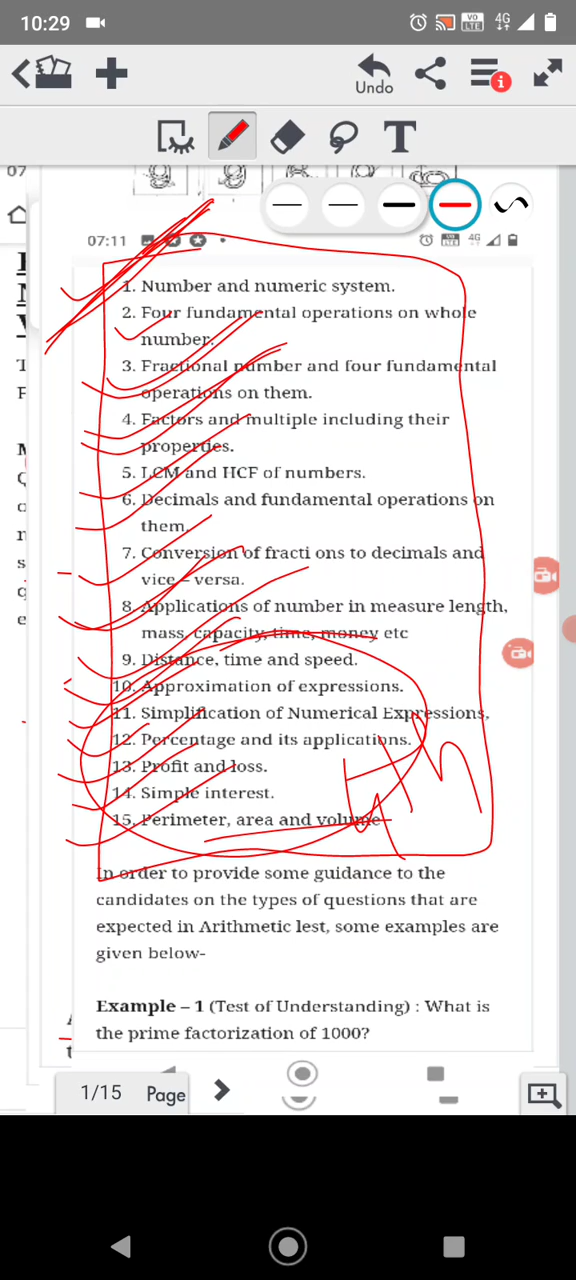 10:29
VO
LTE
4G
Undo
i
T
07
07:11
4G
1. Number and numeric system.
2. Four fundamental operations on whole
number.
3. Fractional number and four fundamental
operations on them.
4. Factors and multiple including their
properties.
5. LCM and HCF of numbers.
6. Decimals and fundamental operations on
them.
7. Conversion of fracti ons to decimals and
vice – versa.
8. Applications of number in measure length,
mass, capacity, time, money etc
9. Distance, time and speed.
10. Approximation of expressions.
11. Simplification of Numerical Expressions,
12. Percentage and its applications.
13. Profit and loss.
14. Simple interest.
15. Perimeter, area and volume
In order to provide some guidance to the
candidates on the types of questions that are
expected in Arithmetic lest, some examples are
given below-
Example – 1 (Test of Understanding) : What is
the prime factorization of 1000?
1/15 Page